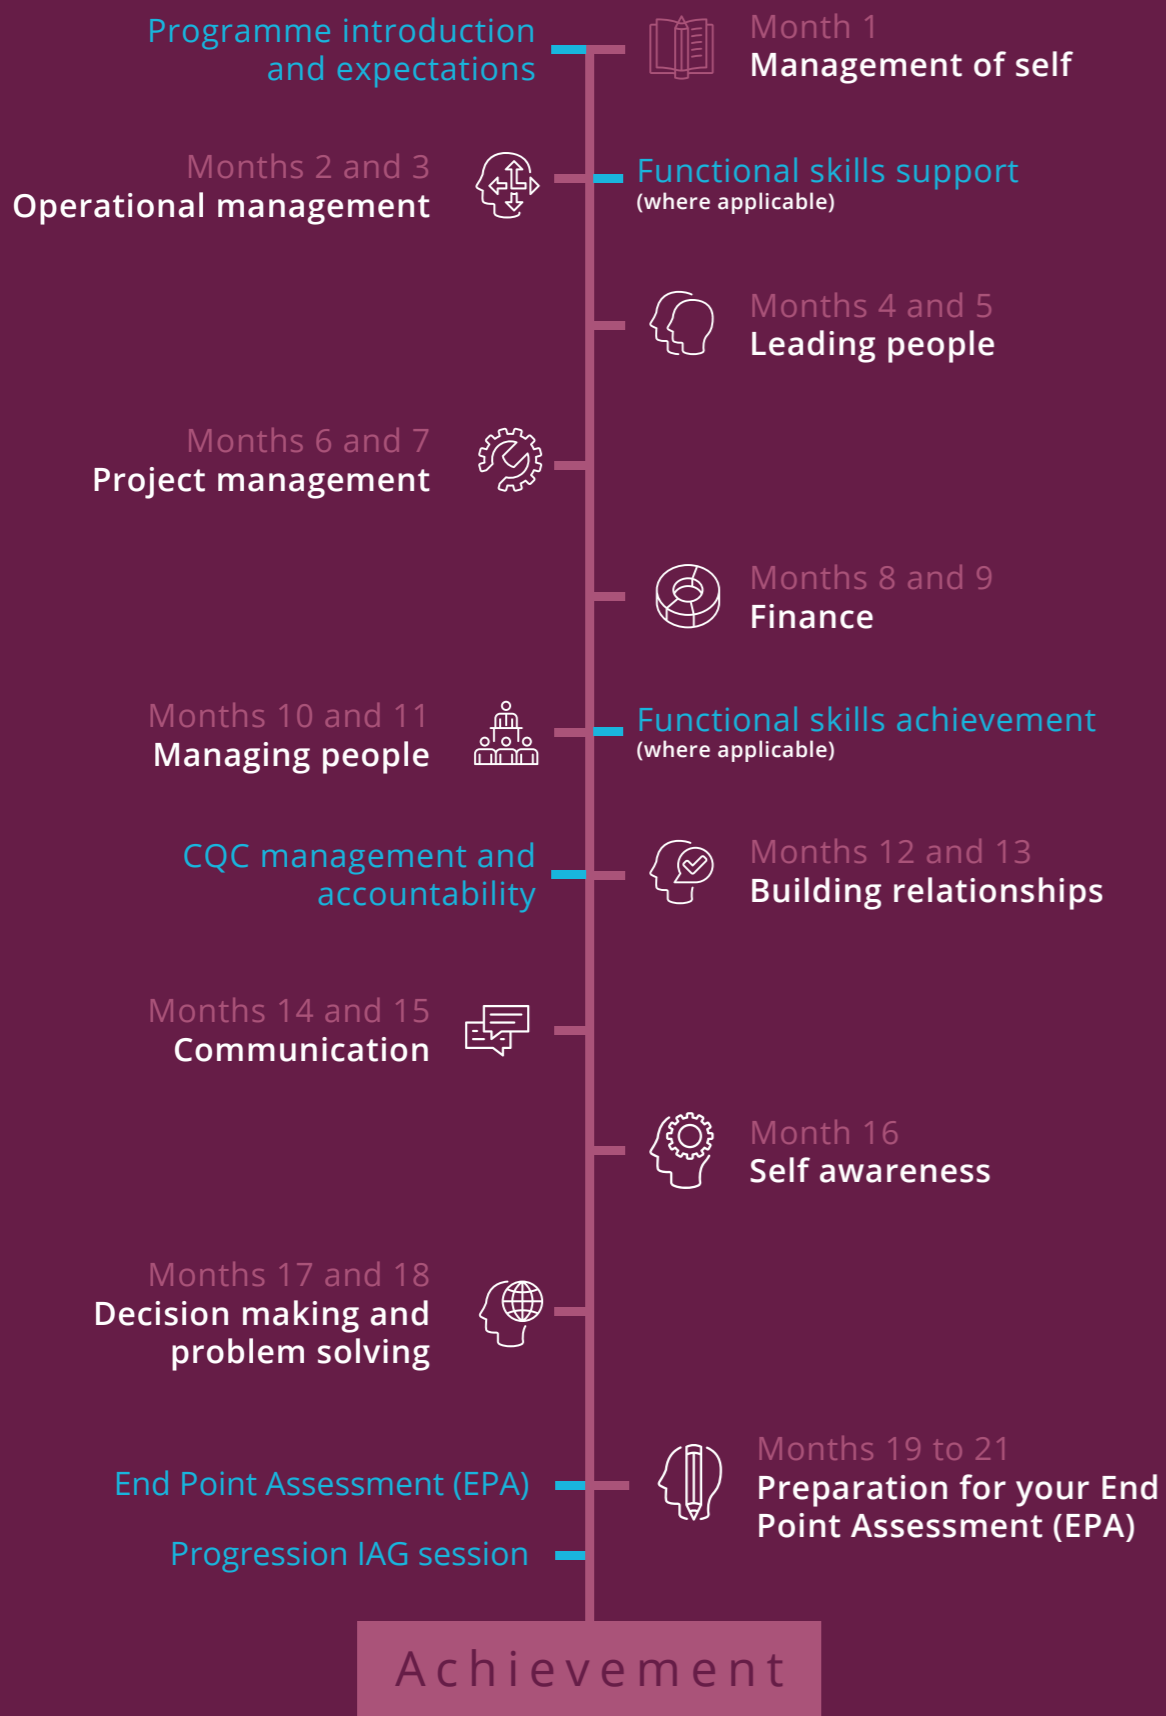 Programme introduction
and expectations
Month 1
Management of self
Months 2 and 3
Operational management
Functional skills support
(where applicable)
Months 4 and 5
Leading people
Months 6 and 7
Project management
Months 8 and 9
Finance
Months 10 and 11
Managing people
Functional skills achievement
(where applicable)
CQC management and
accountability
Months 12 and 13
Building relationships
Months 14 and 15
Communication
Month 16
Self awareness
Months 17 and 18
Decision making and
problem solving
Months 19 to 21
Preparation for your End
Point Assessment (EPA)
End Point Assessment (EPA)
Progression IAG session
Achievement